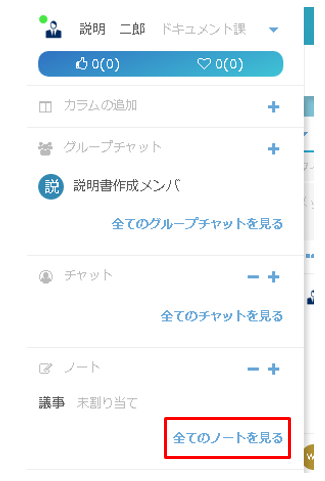 説明 二郎 ドキュメント課
0(0) 0(0)
カラムの追加
グループチャット
説 説明書作成メンバ
全てのグループチャットを見る
チャット
全てのチャットを見る
ノート
議事 未割り当て
全てのノートを見る